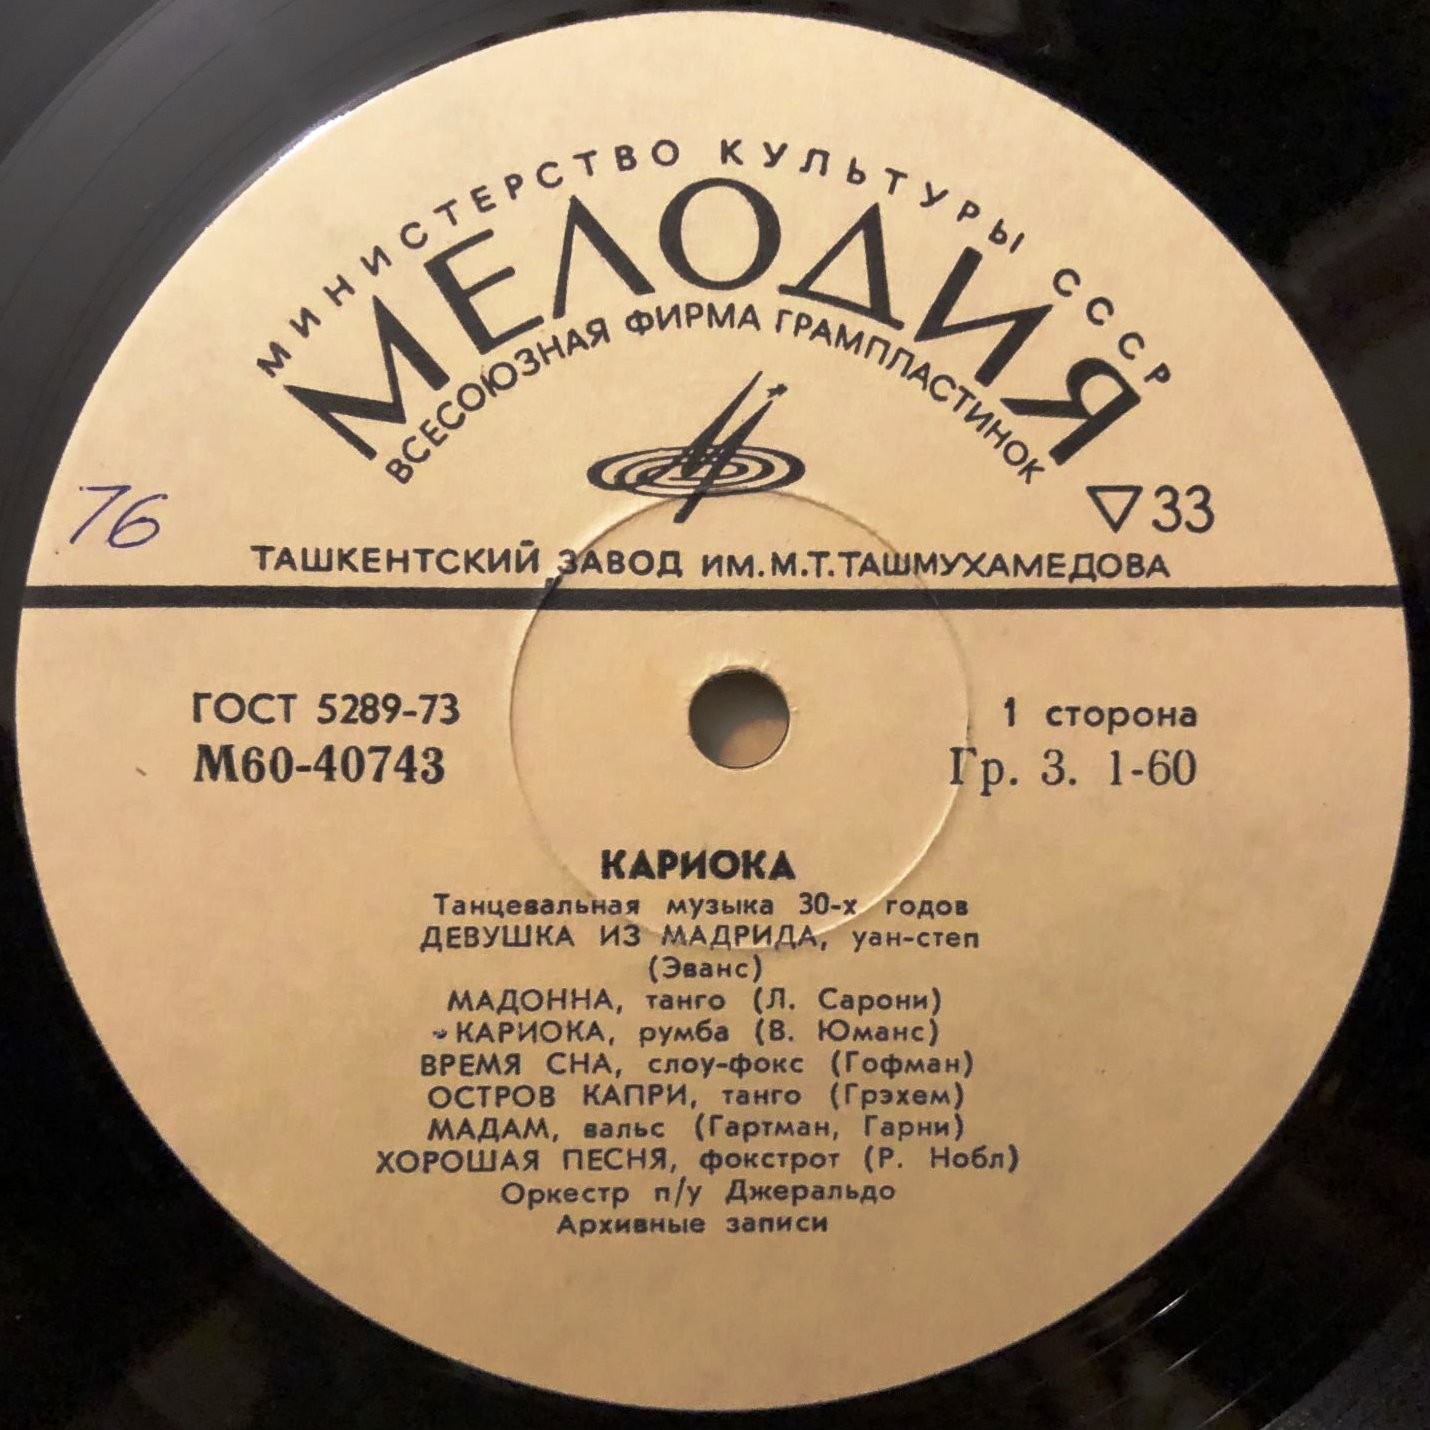 МИНИСТЕРСТВО КУЛЬТУРЫ СССР
МЕЛОДИЯ
ВСЕСОЮЗНАЯ ФИРМА ГРАМПЛАСТИНОК
76
33
ТАШКЕНТСКИЙ ЗАВОД ИМ. М.Т. ТАШМУХАМЕДОВА
ГОСТ 5289-73
М60-40743
1 сторона
Гр. 3. 1-60
КАРИОКА
Танцевальная музыка 30-х годов
ДЕВУШКА ИЗ МАДРИДА, уан-степ
(Эванс)
МАДОННА, танго (Л. Сарони)
КАРИОКА, румба (В. Юманс)
ВРЕМЯ СНА, слоу-фокс (Гофман)
ОСТРОВ КАПРИ, танго (Грэхем)
МАДАМ, вальс (Гартман, Гарни)
ХОРОШАЯ ПЕСНЯ, фокстрот (Р. Нобл)
Оркестр п/у Джеральдо
Архивные записи